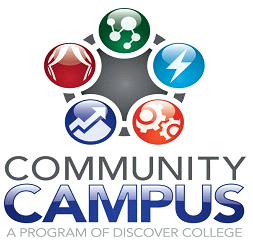 COMMUNITY
CAMPUS
A PROGRAM OF DISCOVER COLLEGE